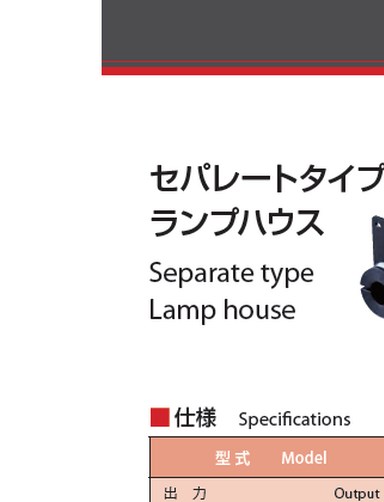 セパレートタイプ
ランプハウス
Separate type
Lamp house
■仕様 Specifications
型式 Model
出力 Output